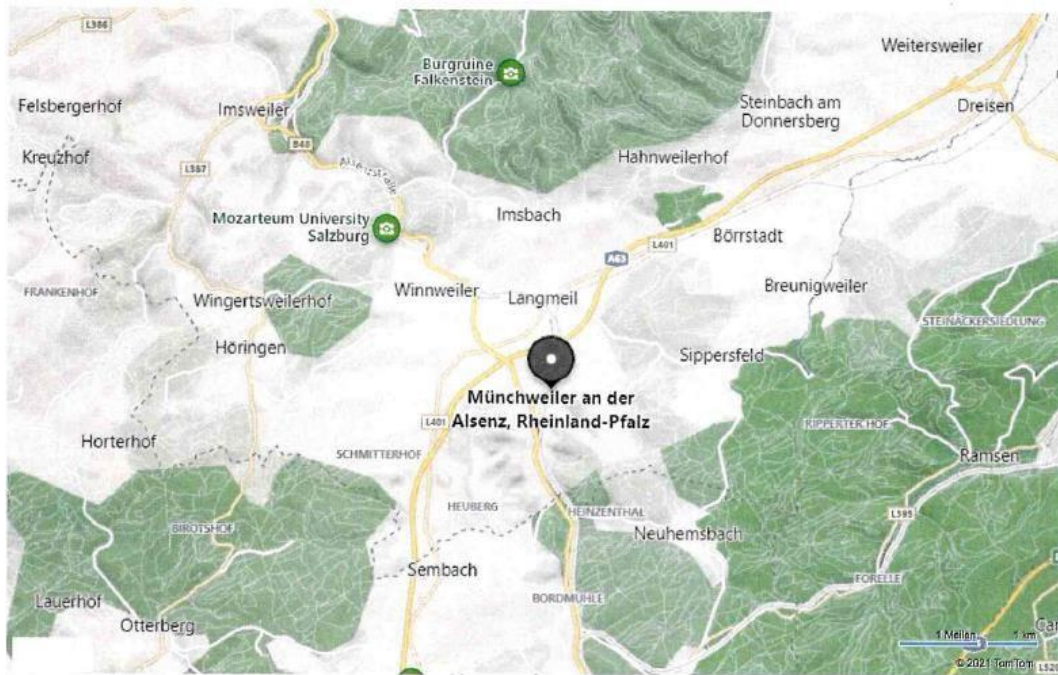 L386
Burgruine
Falkenstein
Weitersweiler
Felsbergerhof
Imsweiler
Steinbach am
Donnersberg
Dreisen
Kreuzhof
B48
L387
Hahnweilerhof
Mozarteum University
Salzburg
Imsbach
L401
Börrstadt
A63
FRANKENHOF
Wingertsweilerhof
Winnweiler
Langmeil
Breunigweiler
STEINÄCKERSIEDLUNG
Höringen
Sippersfeld
Münchweiler an der
Alsenz, Rheinland-Pfalz
Horterhof
L401
RIPPERTER HOF
SCHMITTERHOF
Ramsen
HEUBERG
HEINZENTHAL
L395
BIROTSHOF
Neuhemsbach
Sembach
FORELLE
Lauerhof
BORDMÜHLE
Otterberg
1 Meilen
1 km
© 2021 TomTom
L520